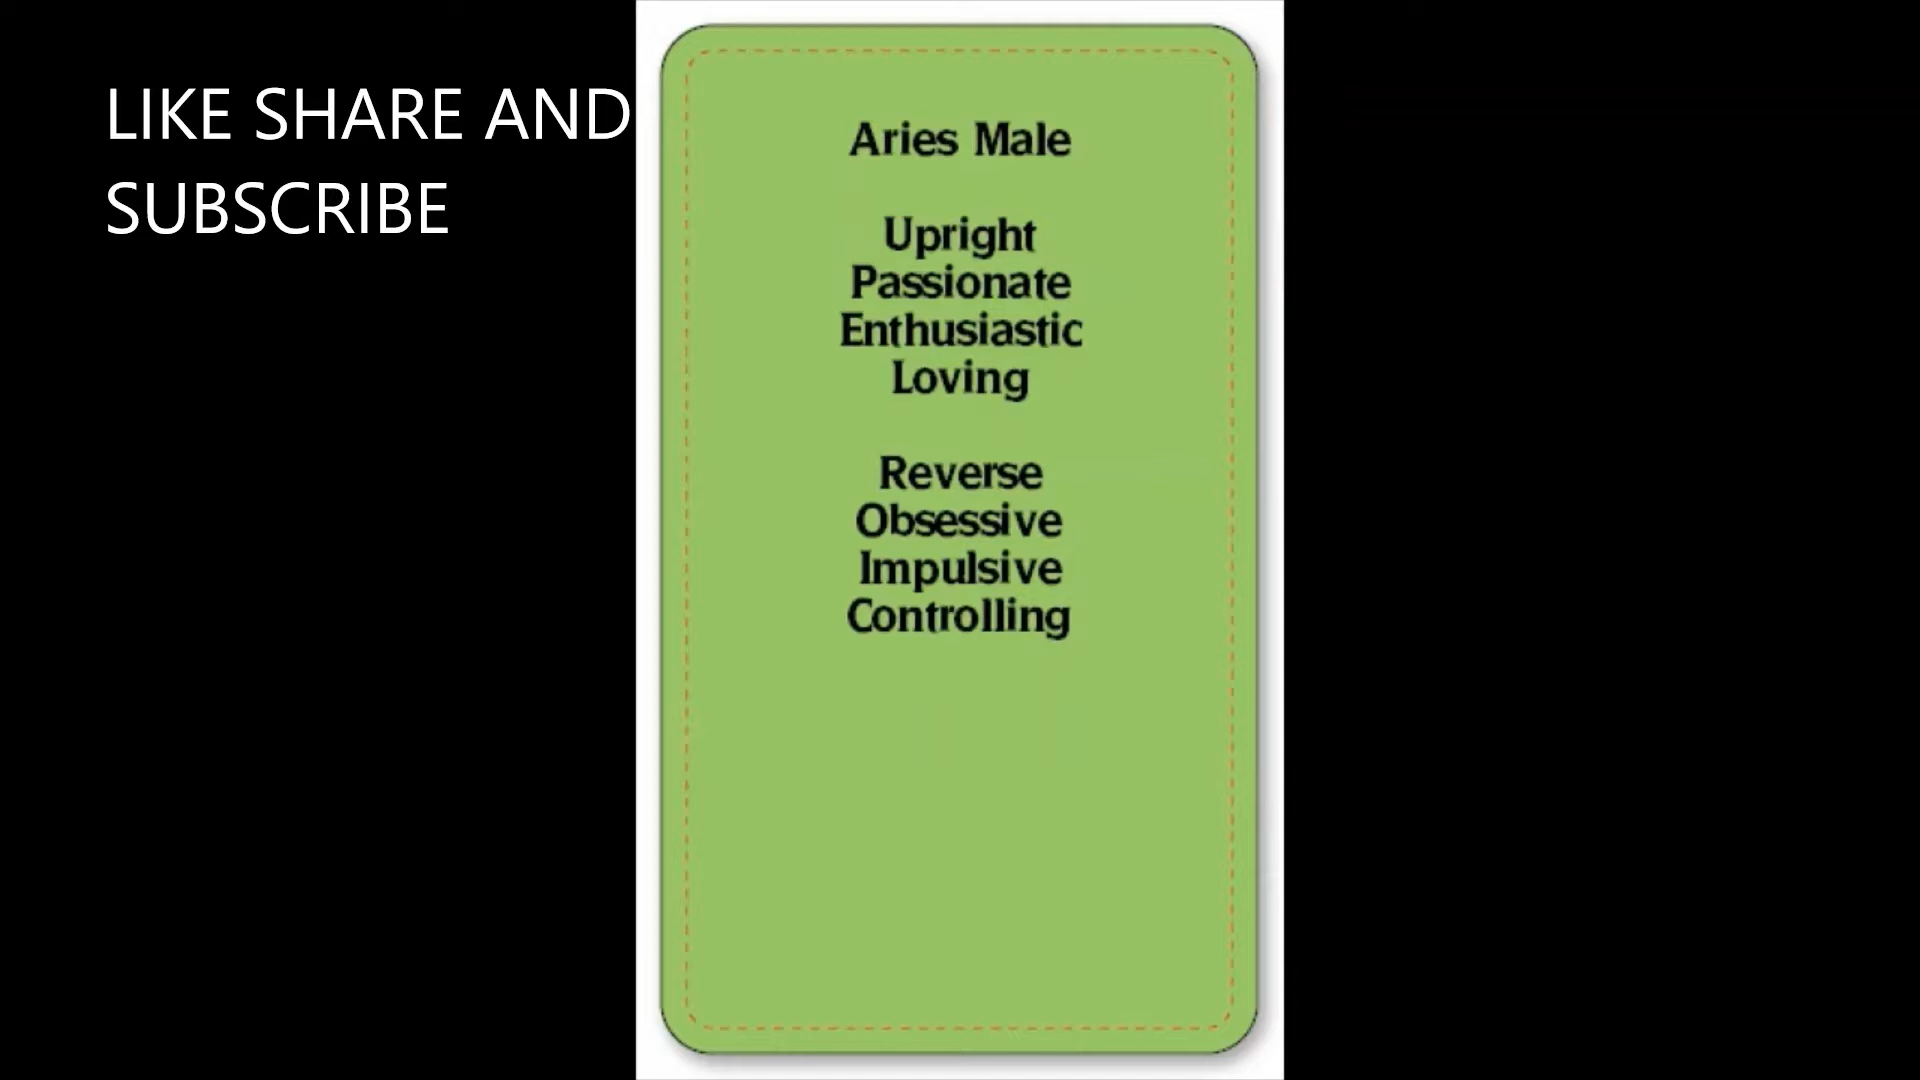 LIKE SHARE AND
SUBSCRIBE
Aries Male
Upright
Passionate
Enthusiastic
Loving
Reverse
Obsessive
Impulsive
Controlling